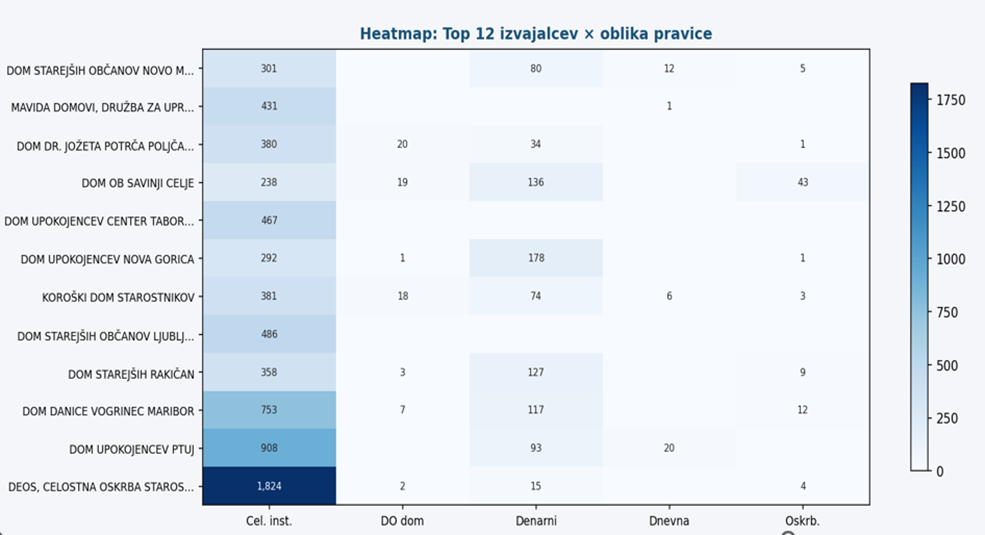 Heatmap: Top 12 izvajalcev × oblika pravice
DOM STAREJŠIH OBČANOV NOVO M... 301 80 12 5
MAVIDA DOMOVI, DRUŽBA ZA UPR... 431 1
DOM DR. JOŽETA POTRČA POLJČA... 380 20 34 1
DOM OB SAVINJI CELJE 238 19 136 43
DOM UPOKOJENCEV CENTER TABOR... 467
DOM UPOKOJENCEV NOVA GORICA 292 1 178 1
KOROŠKI DOM STAROSTNIKOV 381 18 74 6 3
DOM STAREJŠIH OBČANOV LJUBLJ... 486
DOM STAREJŠIH RAKIČAN 358 3 127 9
DOM DANICE VOGRINEC MARIBOR 753 7 117 12
DOM UPOKOJENCEV PTUJ 908 93 20
DEOS, CELOSTNA OSKRBA STAROS... 1,824 2 15 4
Cel. inst. DO dom Denarni Dnevna Oskrb.
1750
1500
1250
1000
750
500
250
0